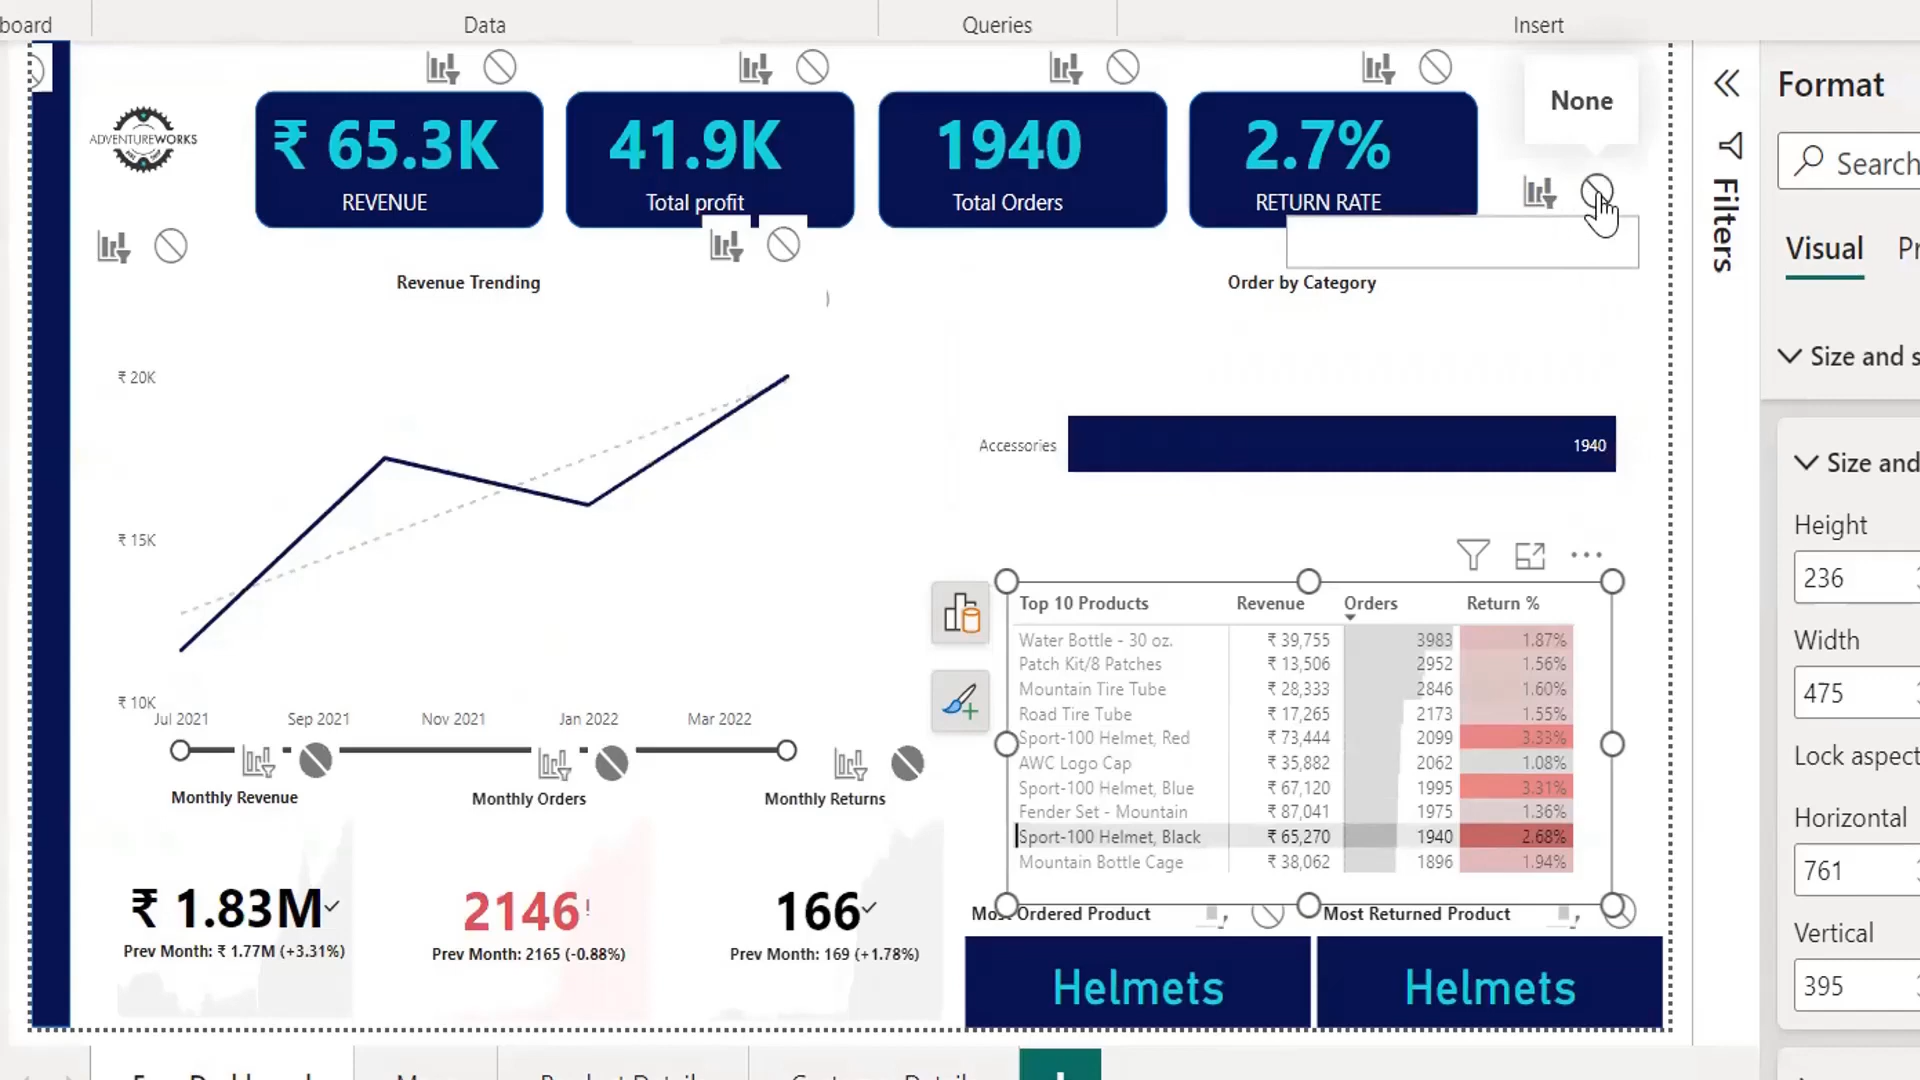 board
Data
Queries
Insert
Format
Search
Filters
Visual
Pr
Size and s
Size and
Height
236
Width
475
Lock aspect
Horizontal
761
Vertical
395
None
ADVENTUREWORKS
₹ 65.3K
REVENUE
41.9K
Total profit
1940
Total Orders
2.7%
RETURN RATE
Revenue Trending
₹ 20K
₹ 15K
₹ 10K
Jul 2021 Sep 2021 Nov 2021 Jan 2022 Mar 2022
Order by Category
Accessories 1940
Top 10 Products Revenue Orders Return %
Water Bottle - 30 oz. ₹ 39,755 3983 1.87%
Patch Kit/8 Patches ₹ 13,506 2952 1.56%
Mountain Tire Tube ₹ 28,333 2846 1.60%
Road Tire Tube ₹ 17,265 2173 1.55%
Sport-100 Helmet, Red ₹ 73,444 2099 3.33%
AWC Logo Cap ₹ 35,882 2062 1.08%
Sport-100 Helmet, Blue ₹ 67,120 1995 3.31%
Fender Set - Mountain ₹ 87,041 1975 1.36%
Sport-100 Helmet, Black ₹ 65,270 1940 2.68%
Mountain Bottle Cage ₹ 38,062 1896 1.94%
Monthly Revenue
₹ 1.83M
Prev Month: ₹ 1.77M (+3.31%)
Monthly Orders
2146!
Prev Month: 2165 (-0.88%)
Monthly Returns
166
Prev Month: 169 (+1.78%)
Most Ordered Product
Helmets
Most Returned Product
Helmets